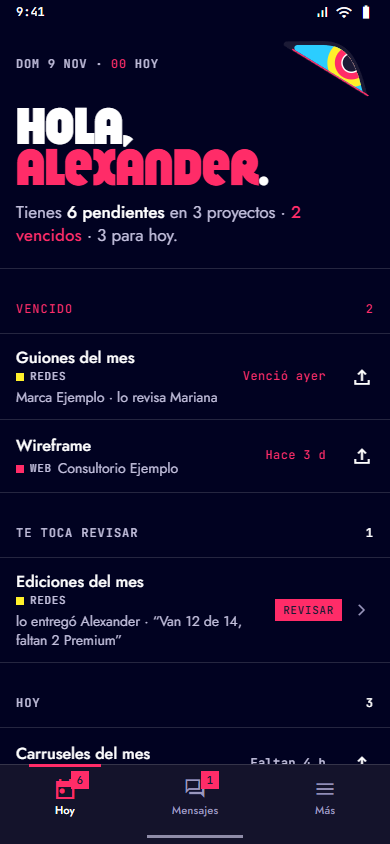 9:41
DOM 9 NOV · 00 HOY
HOLA,
ALEXANDER.
Tienes 6 pendientes en 3 proyectos · 2
vencidos · 3 para hoy.
VENCIDO 2
Guiones del mes
REDES
Venció ayer
Marca Ejemplo · lo revisa Mariana
Wireframe
WEB Consultorio Ejemplo
Hace 3 d
TE TOCA REVISAR 1
Ediciones del mes
REDES
lo entregó Alexander · “Van 12 de 14,
faltan 2 Premium”
REVISAR
HOY 3
Carruseles del mes
Faltan 4 h
6
1
Hoy
Mensajes
Más